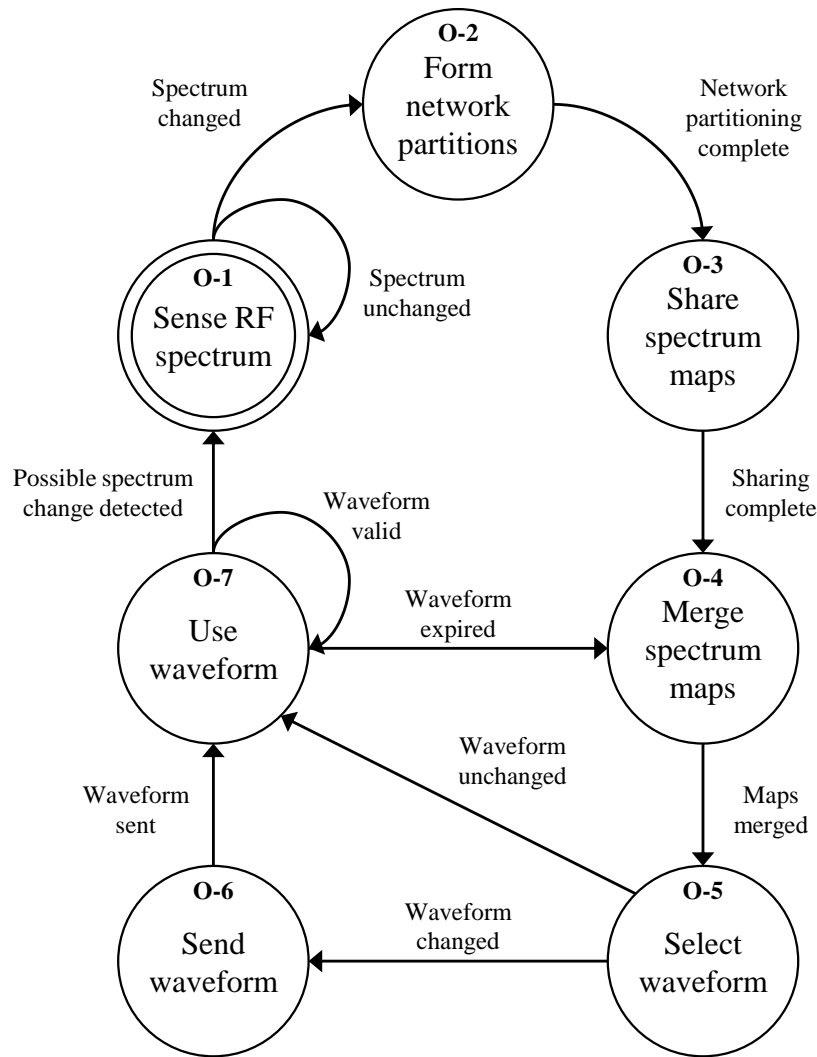 O-2
Form
network
partitions
Spectrum
changed
Network
partitioning
complete
O-1
Sense RF
spectrum
Spectrum
unchanged
O-3
Share
spectrum
maps
Possible spectrum
change detected
Waveform
valid
Sharing
complete
O-7
Use
waveform
Waveform
expired
O-4
Merge
spectrum
maps
Waveform
unchanged
Waveform
sent
Maps
merged
O-6
Send
waveform
Waveform
changed
O-5
Select
waveform